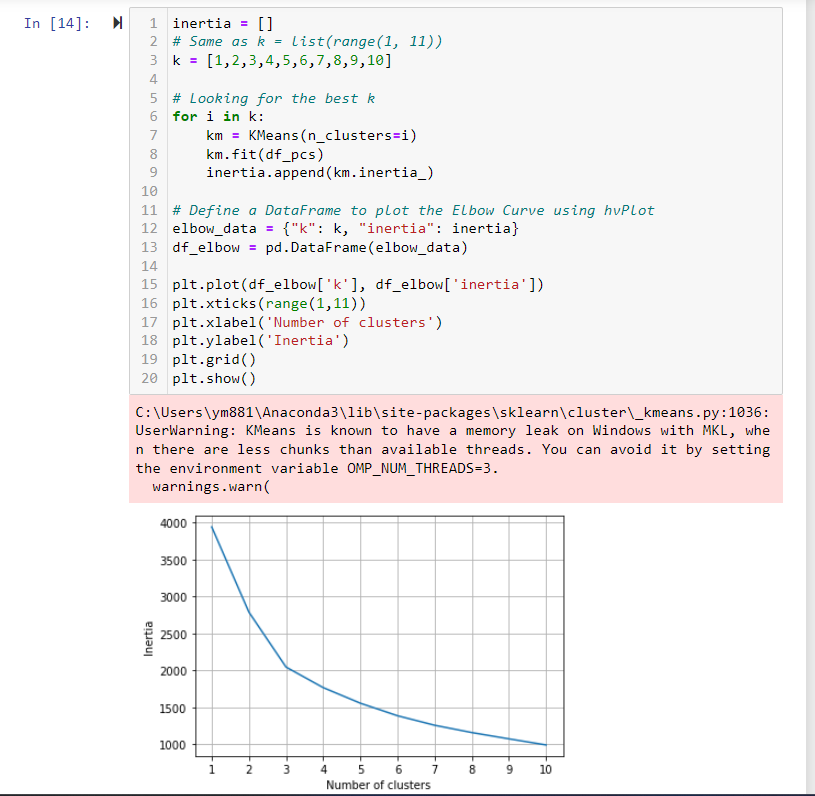 In [14]:
1 inertia = []
2 # Same as k = list(range(1, 11))
3 k = [1,2,3,4,5,6,7,8,9,10]
4
5 # Looking for the best k
6 for i in k:
7     km = KMeans(n_clusters=i)
8     km.fit(df_pcs)
9     inertia.append(km.inertia_)
10
11 # Define a DataFrame to plot the Elbow Curve using hvPlot
12 elbow_data = {"k": k, "inertia": inertia}
13 df_elbow = pd.DataFrame(elbow_data)
14
15 plt.plot(df_elbow['k'], df_elbow['inertia'])
16 plt.xticks(range(1,11))
17 plt.xlabel('Number of clusters')
18 plt.ylabel('Inertia')
19 plt.grid()
20 plt.show()
C:\Users\ym881\Anaconda3\lib\site-packages\sklearn\cluster\_kmeans.py:1036:
UserWarning: KMeans is known to have a memory leak on Windows with MKL, whe
n there are less chunks than available threads. You can avoid it by setting
the environment variable OMP_NUM_THREADS=3.
  warnings.warn(
4000
3500
3000
2500
2000
1500
1000
Inertia
1 2 3 4 5 6 7 8 9 10
Number of clusters